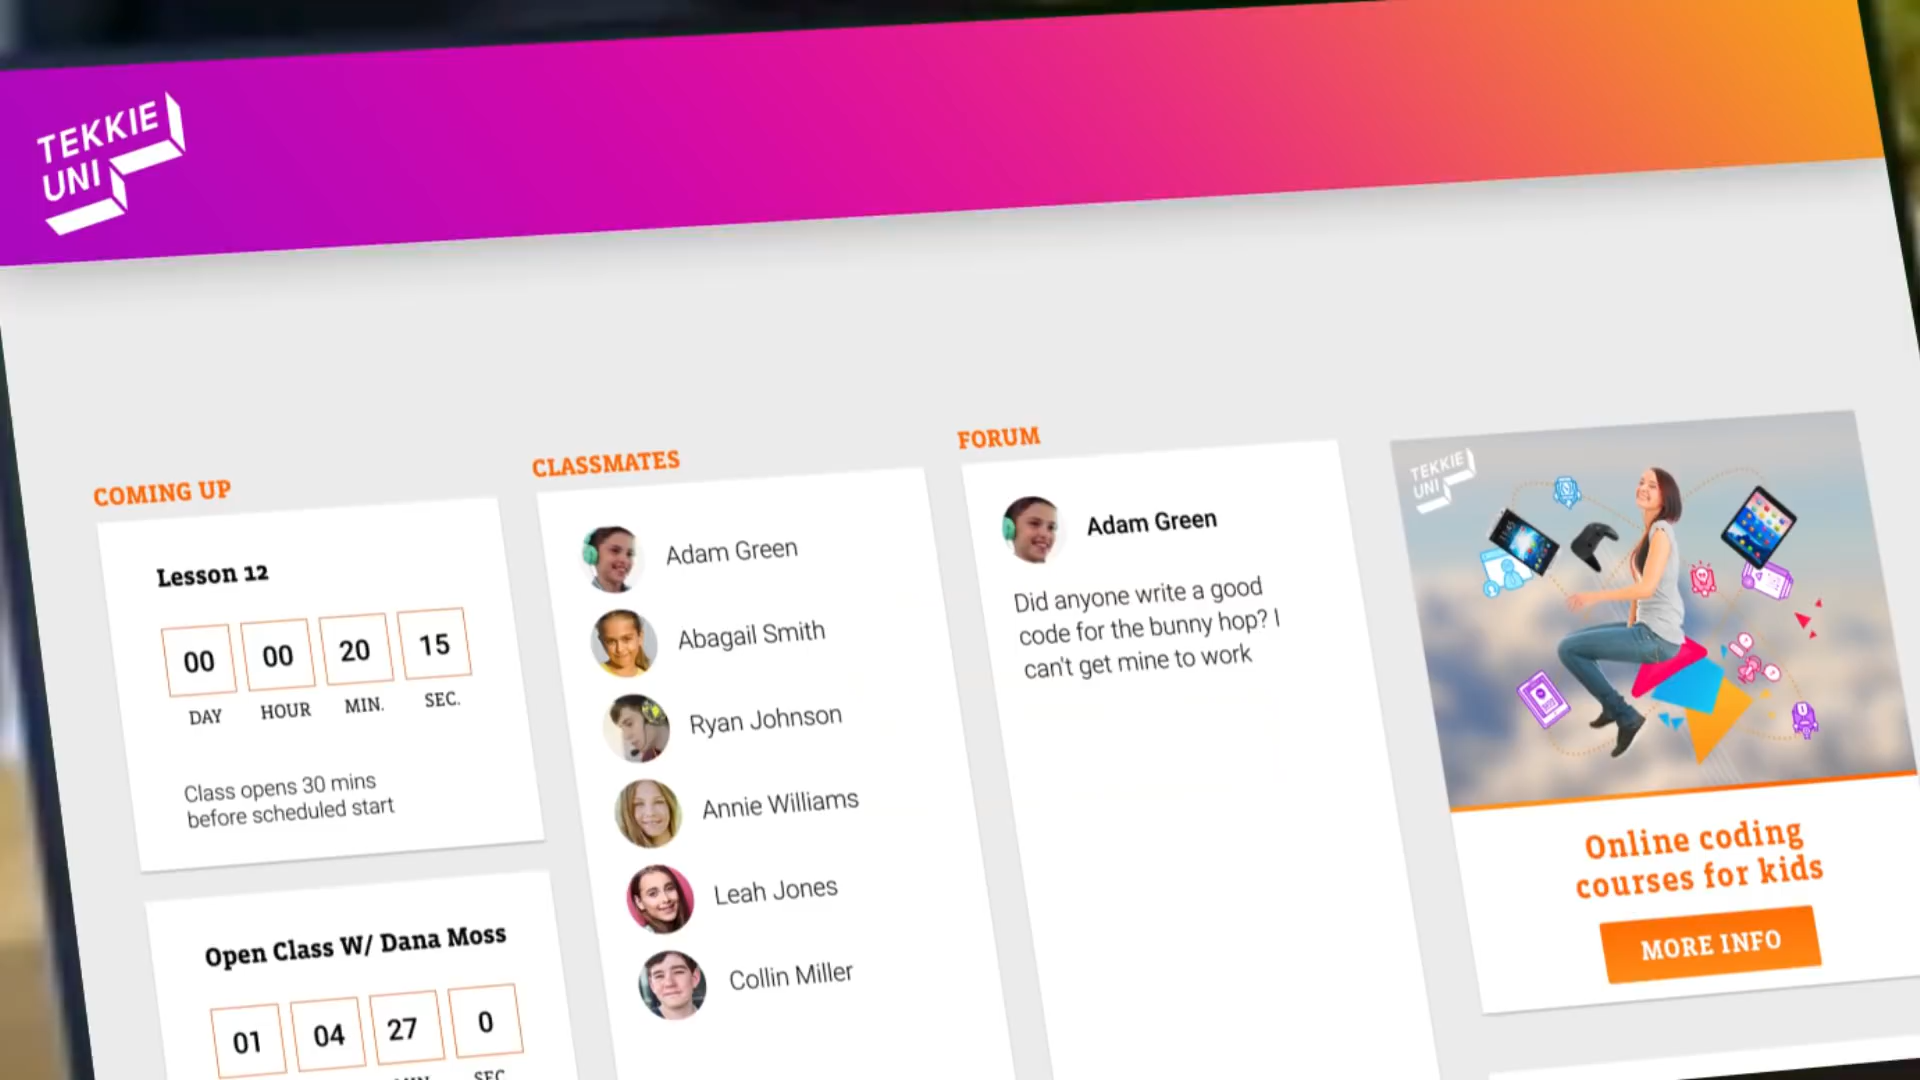 TEKKIE
UNI
COMING UP
Lesson 12
00 00 20 15
DAY HOUR MIN. SEC.
Class opens 30 mins
before scheduled start
Open Class W/ Dana Moss
01 04 27 0
SEC
CLASSMATES
Adam Green
Abagail Smith
Ryan Johnson
Annie Williams
Leah Jones
Collin Miller
FORUM
Adam Green
Did anyone write a good
code for the bunny hop? I
can't get mine to work
TEKKIE
UNI
Online coding
courses for kids
MORE INFO